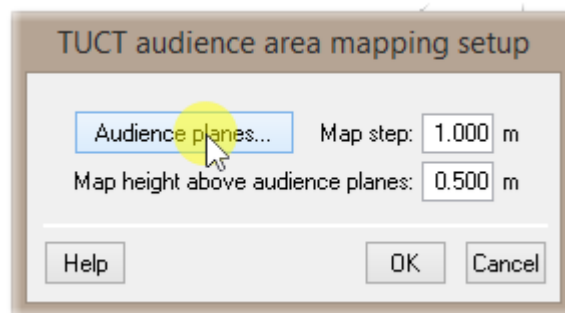 TUCT audience area mapping setup
Audience planes... Map step: 1.000 m
Map height above audience planes: 0.500 m
Help OK Cancel